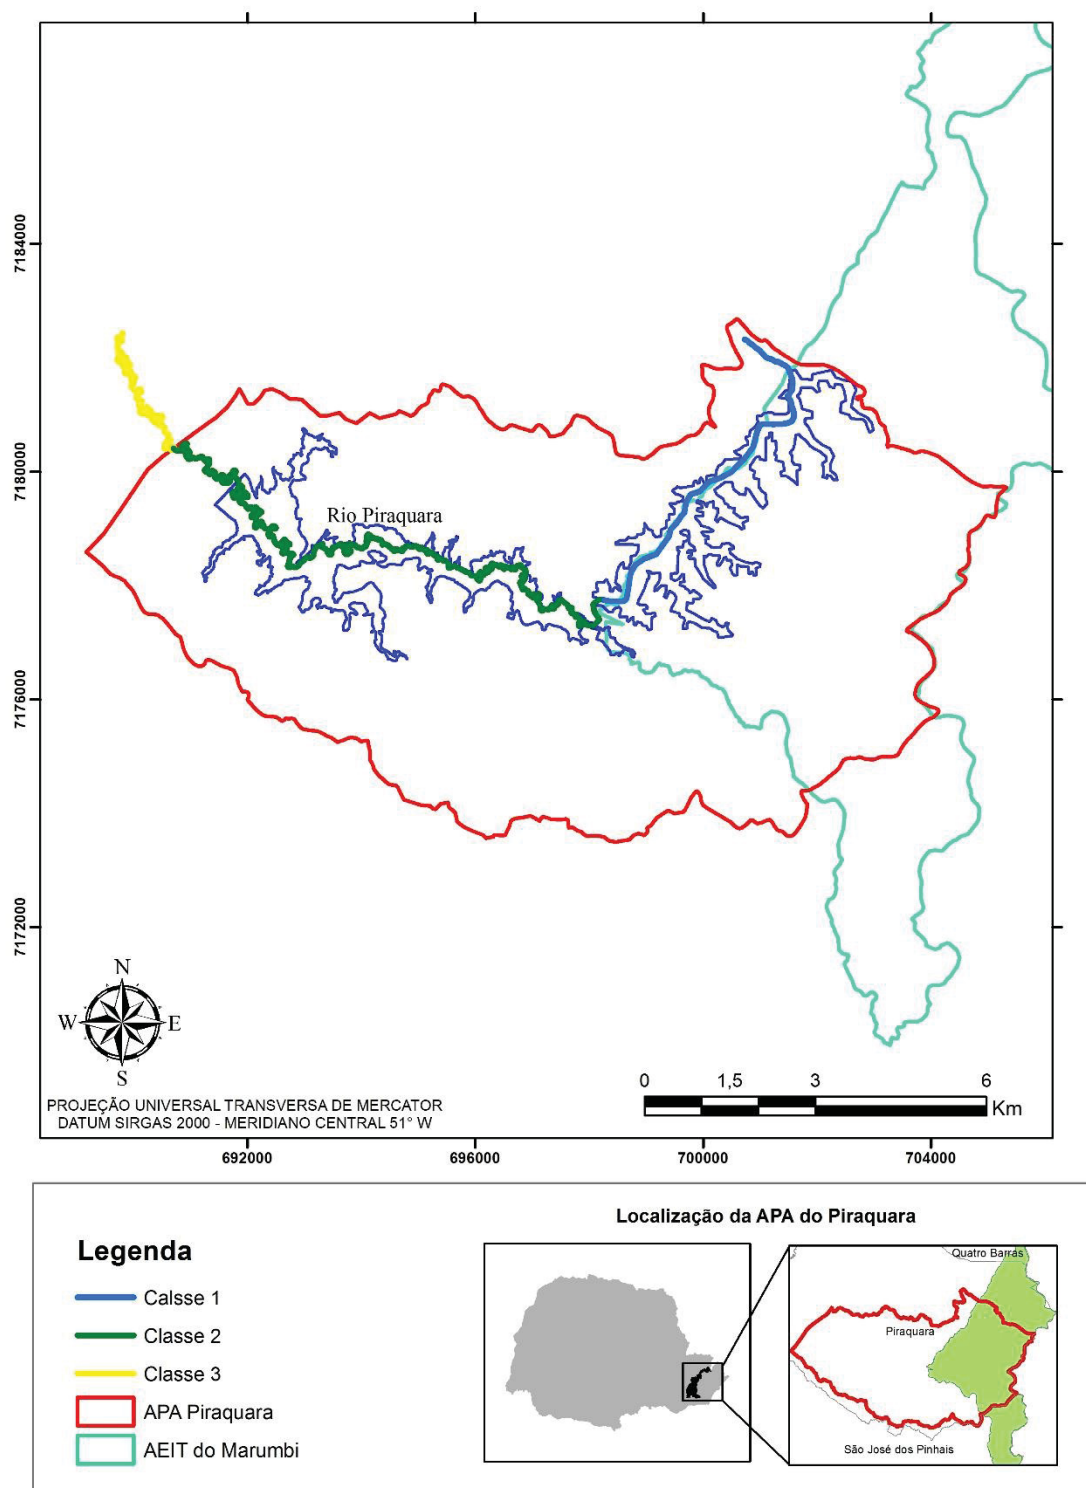 7184000
7180000
7176000
7172000
Rio Piraquara
N
W
E
S
PROJEÇÃO UNIVERSAL TRANSVERSA DE MERCATOR
DATUM SIRGAS 2000 - MERIDIANO CENTRAL 51° W
0 1,5 3 6
Km
692000 696000 700000 704000
Localização da APA do Piraquara
Legenda
Calsse 1
Classe 2
Classe 3
APA Piraquara
AEIT do Marumbi
Quatro Barras
Piraquara
São José dos Pinhais